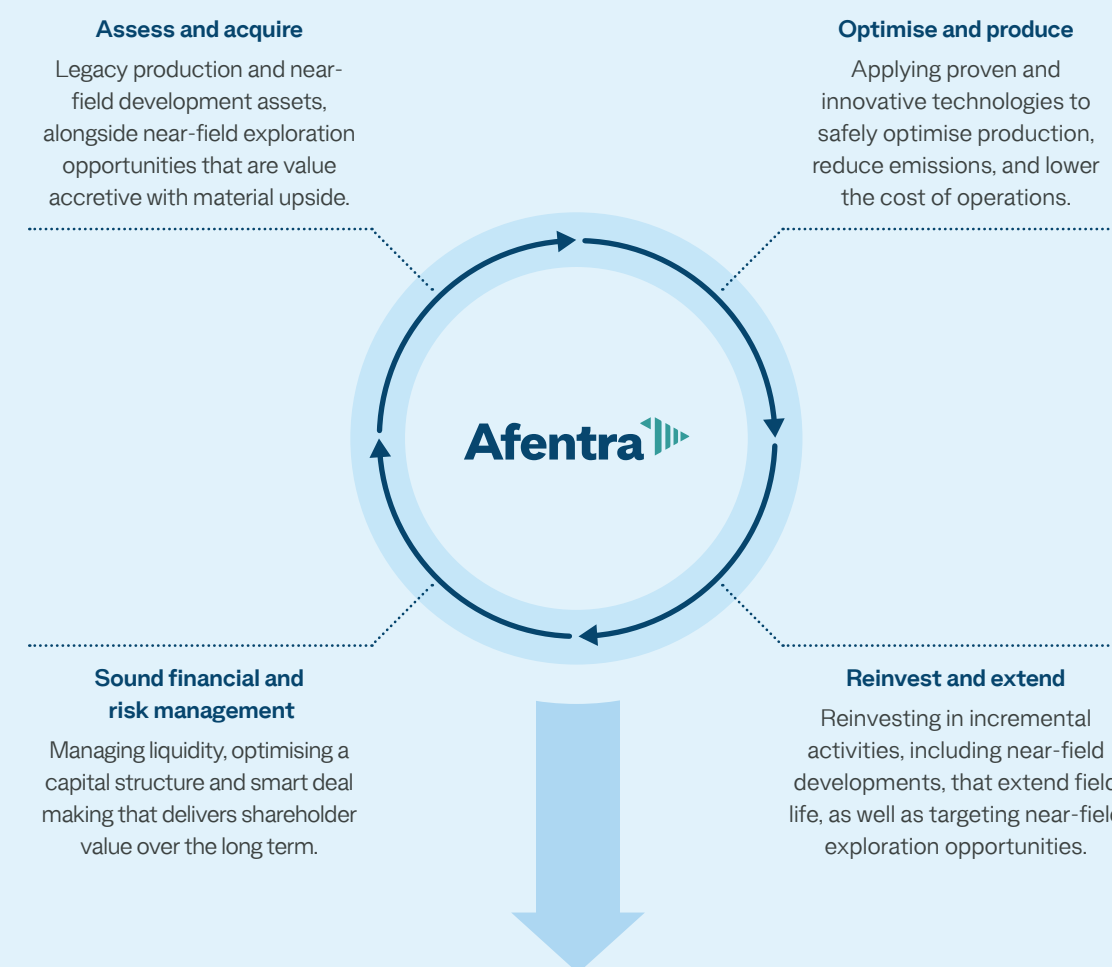 Assess and acquire
Legacy production and near-
field development assets,
alongside near-field exploration
opportunities that are value
accretive with material upside.
Optimise and produce
Applying proven and
innovative technologies to
safely optimise production,
reduce emissions, and lower
the cost of operations.
Afentra
Sound financial and
risk management
Managing liquidity, optimising a
capital structure and smart deal
making that delivers shareholder
value over the long term.
Reinvest and extend
Reinvesting in incremental
activities, including near-field
developments, that extend field
life, as well as targeting near-field
exploration opportunities.